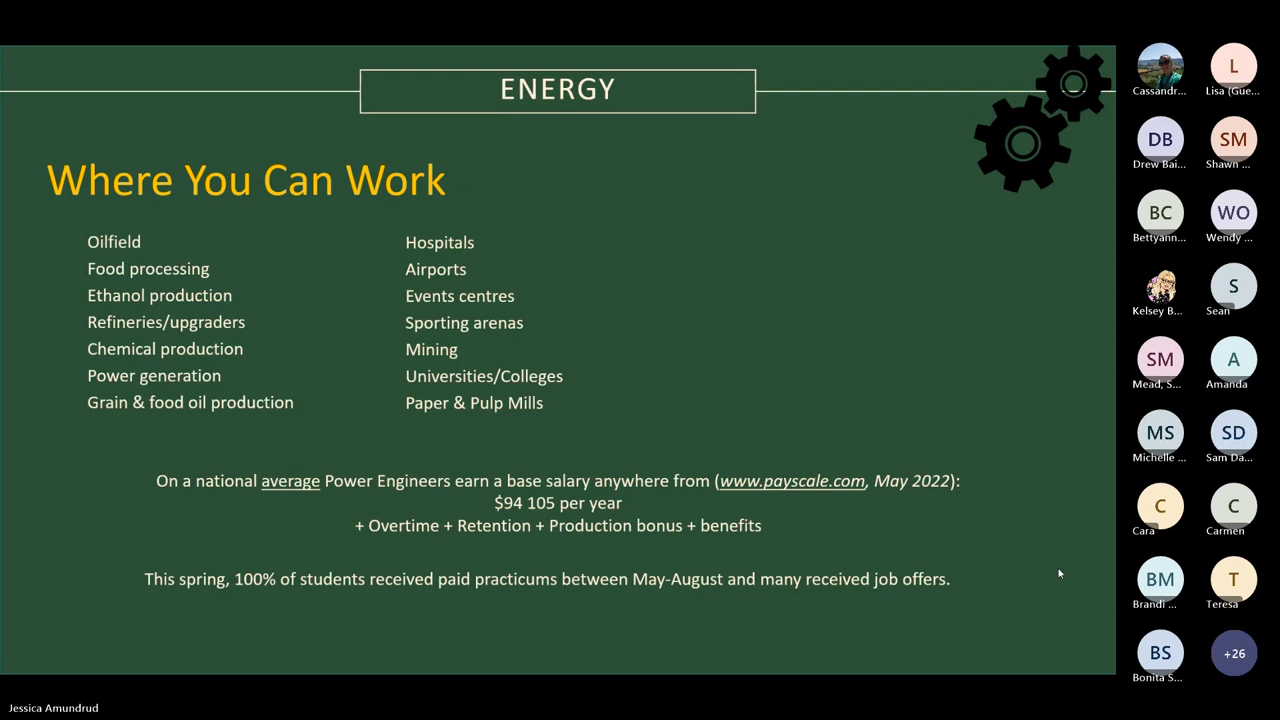 ENERGY
Where You Can Work
Oilfield
Food processing
Ethanol production
Refineries/upgraders
Chemical production
Power generation
Grain & food oil production
Hospitals
Airports
Events centres
Sporting arenas
Mining
Universities/Colleges
Paper & Pulp Mills
On a national average Power Engineers earn a base salary anywhere from (www.payscale.com, May 2022):
$94 105 per year
+ Overtime + Retention + Production bonus + benefits
This spring, 100% of students received paid practicums between May-August and many received job offers.
Cassandr...
L
Lisa (Gue...
DB
Drew Bai...
SM
Shawn ...
BC
Bettyann...
WO
Wendy ...
Kelsey B...
S
Sean
SM
Mead, S...
A
Amanda
MS
Michelle ...
SD
Sam Da...
C
Cara
C
Carmen
BM
Brandi ...
T
Teresa
BS
Bonita S...
+26
Jessica Amundrud